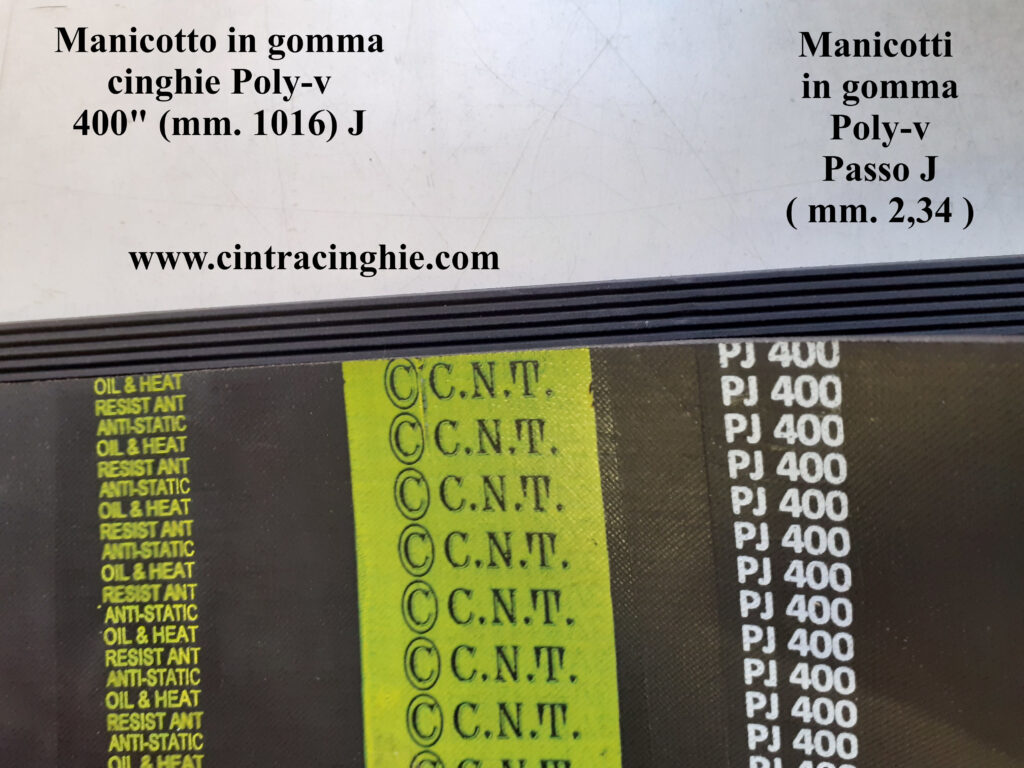 Manicotto in gomma
cinghie Poly-v
400" (mm. 1016) J
Manicotti
in gomma
Poly-v
Passo J
( mm. 2,34 )
www.cintracinghie.com
OIL & HEAT
RESIST ANT
ANTI-STATIC
OIL & HEAT
RESIST ANT
ANTI-STATIC
OIL & HEAT
RESIST ANT
ANTI-STATIC
OIL & HEAT
RESIST ANT
ANTI-STATIC
OIL & HEAT
RESIST ANT
ANTI-STATIC
OIL & HEAT
RESIST ANT
ANTI-STATIC
OIL & HEAT
© C.N.T.
© C.N.T.
© C.N.T.
© C.N.T.
© C.N.T.
© C.N.T.
© C.N.T.
© C.N.T.
PJ 400
PJ 400
PJ 400
PJ 400
PJ 400
PJ 400
PJ 400
PJ 400
PJ 400
PJ 400
PJ 400
PJ 400
PJ 400